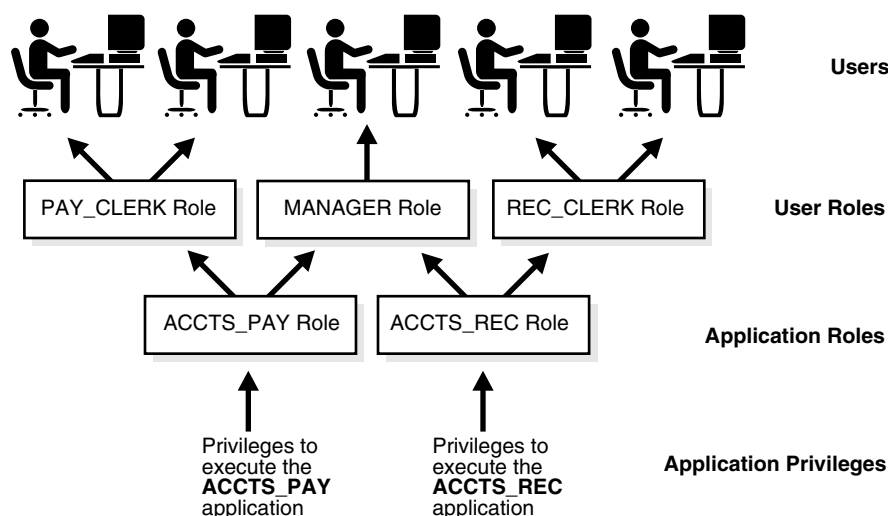 Users
PAY_CLERK Role
MANAGER Role
REC_CLERK Role
User Roles
ACCTS_PAY Role
ACCTS_REC Role
Application Roles
Privileges to
execute the
ACCTS_PAY
application
Privileges to
execute the
ACCTS_REC
application
Application Privileges